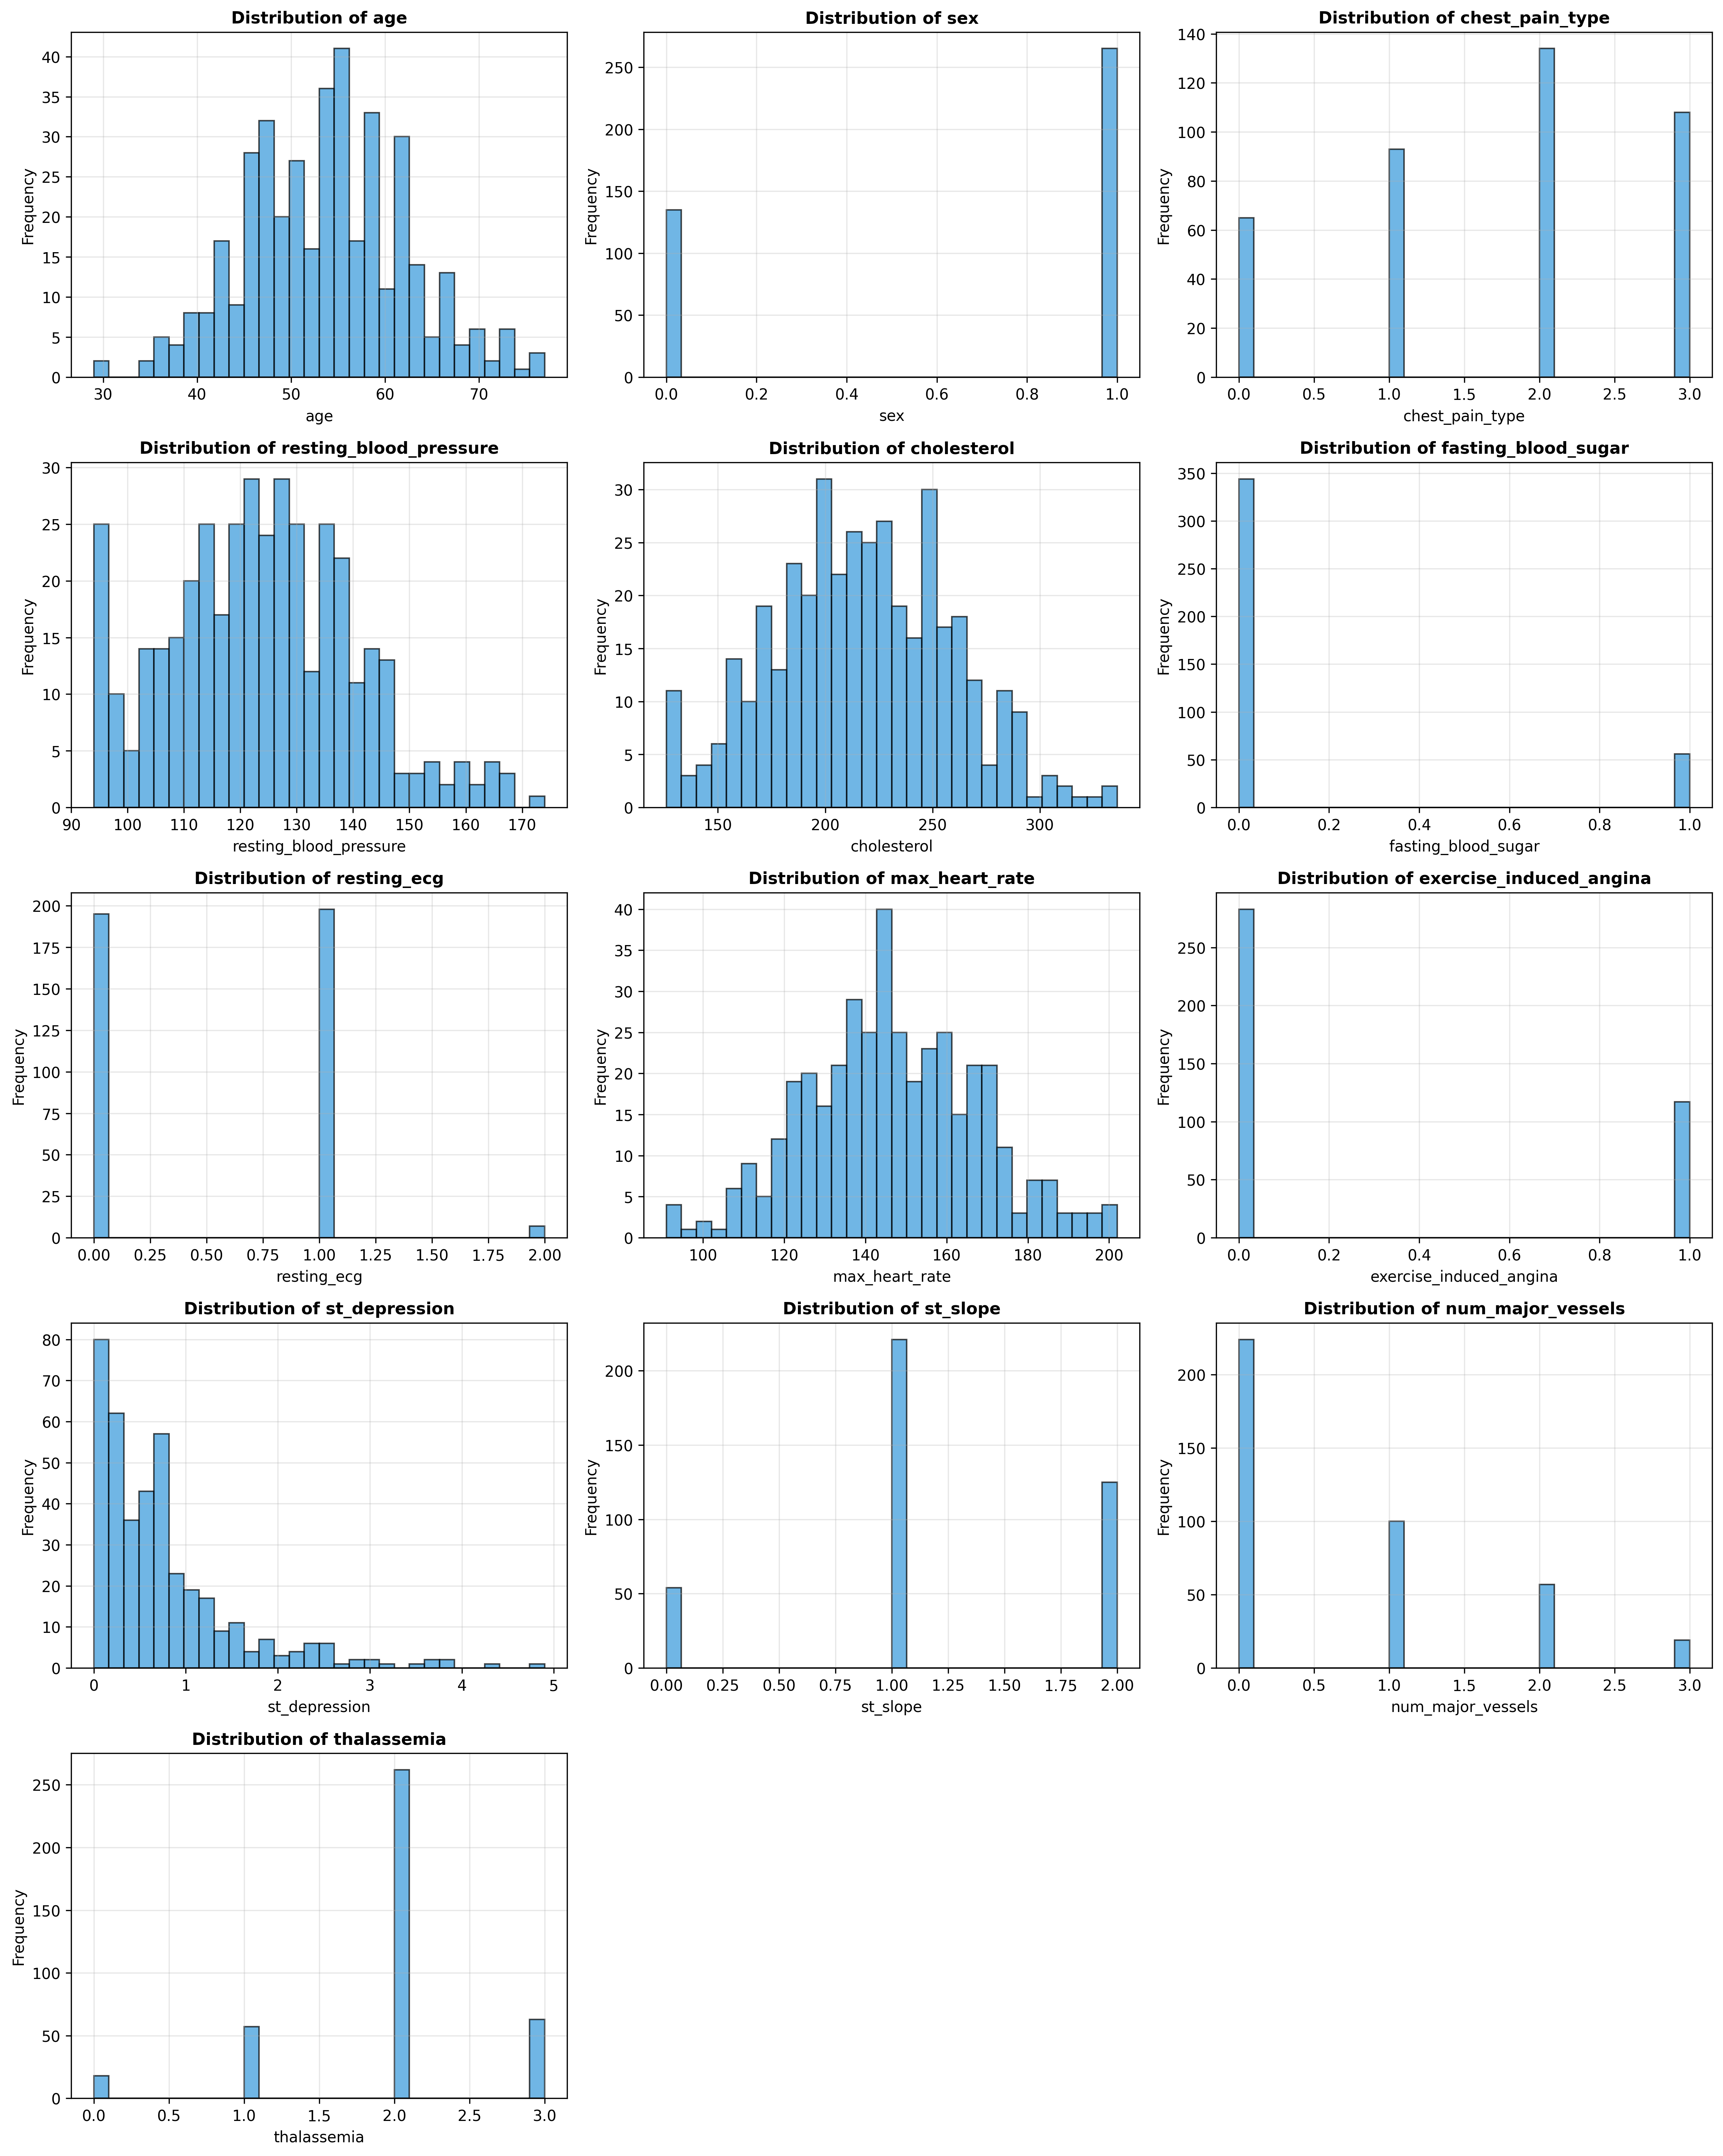 Distribution of age
Frequency
40
35
30
25
20
15
10
5
0
30 40 50 60 70
age
Distribution of sex
Frequency
250
200
150
100
50
0
0.0 0.2 0.4 0.6 0.8 1.0
sex
Distribution of chest_pain_type
Frequency
140
120
100
80
60
40
20
0
0.0 0.5 1.0 1.5 2.0 2.5 3.0
chest_pain_type
Distribution of resting_blood_pressure
Frequency
30
25
20
15
10
5
0
90 100 110 120 130 140 150 160 170
resting_blood_pressure
Distribution of cholesterol
Frequency
30
25
20
15
10
5
0
150 200 250 300
cholesterol
Distribution of fasting_blood_sugar
Frequency
350
300
250
200
150
100
50
0
0.0 0.2 0.4 0.6 0.8 1.0
fasting_blood_sugar
Distribution of resting_ecg
Frequency
200
175
150
125
100
75
50
25
0
0.00 0.25 0.50 0.75 1.00 1.25 1.50 1.75 2.00
resting_ecg
Distribution of max_heart_rate
Frequency
40
35
30
25
20
15
10
5
0
100 120 140 160 180 200
max_heart_rate
Distribution of exercise_induced_angina
Frequency
250
200
150
100
50
0
0.0 0.2 0.4 0.6 0.8 1.0
exercise_induced_angina
Distribution of st_depression
Frequency
80
70
60
50
40
30
20
10
0
0 1 2 3 4 5
st_depression
Distribution of st_slope
Frequency
200
150
100
50
0
0.00 0.25 0.50 0.75 1.00 1.25 1.50 1.75 2.00
st_slope
Distribution of num_major_vessels
Frequency
200
150
100
50
0
0.0 0.5 1.0 1.5 2.0 2.5 3.0
num_major_vessels
Distribution of thalassemia
Frequency
250
200
150
100
50
0
0.0 0.5 1.0 1.5 2.0 2.5 3.0
thalassemia